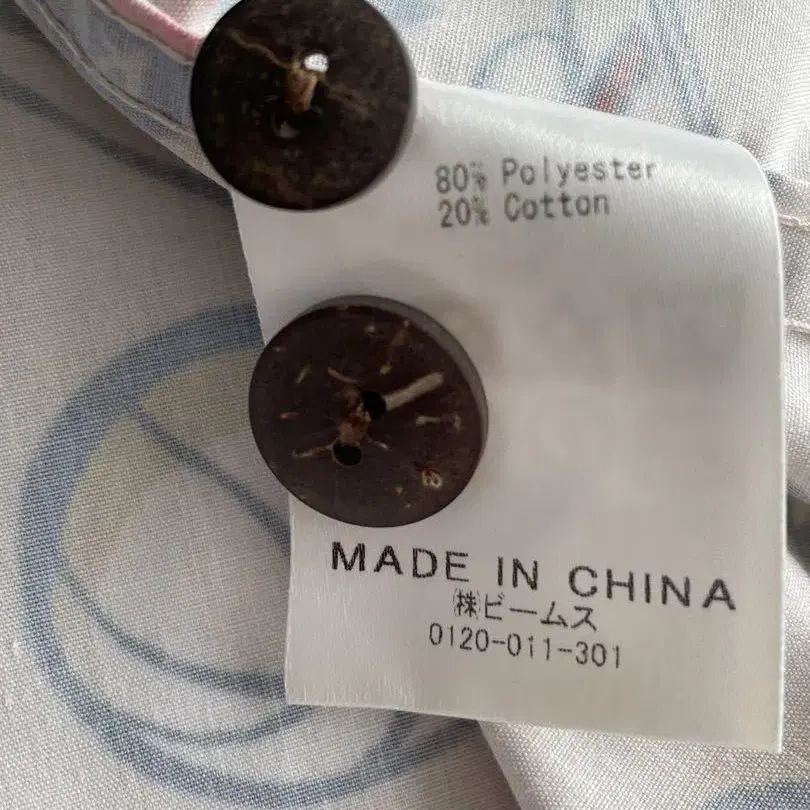 80% Polyester
20% Cotton
MADE IN CHINA
㈱ビームス
0120-011-301